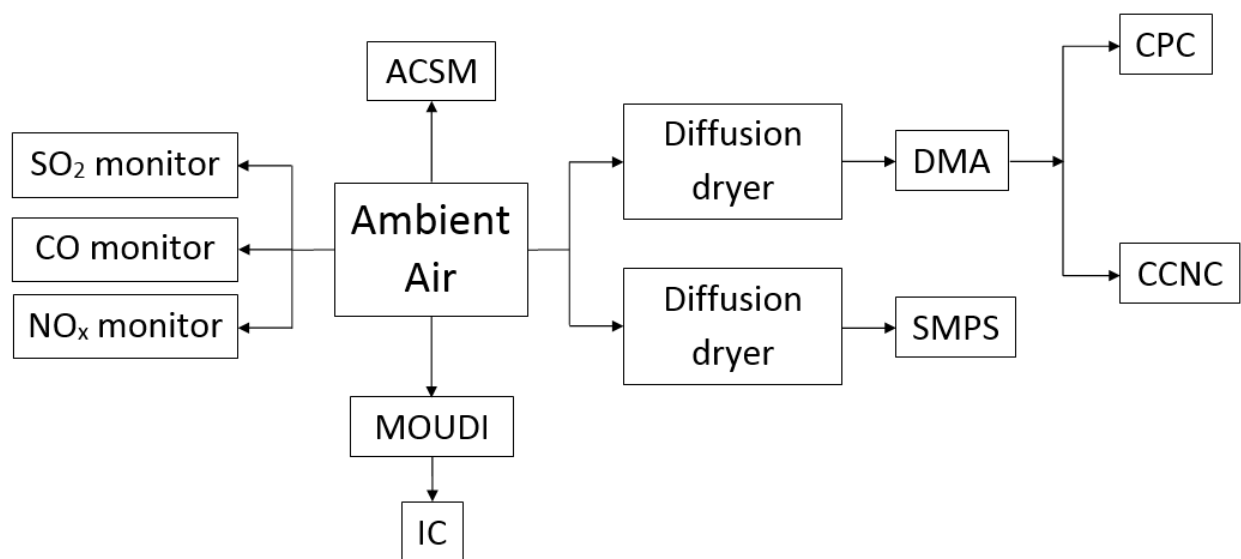 CPC
ACSM
Diffusion
dryer
DMA
SO₂ monitor
CO monitor
NOₓ monitor
Ambient
Air
CCNC
Diffusion
dryer
SMPS
MOUDI
IC